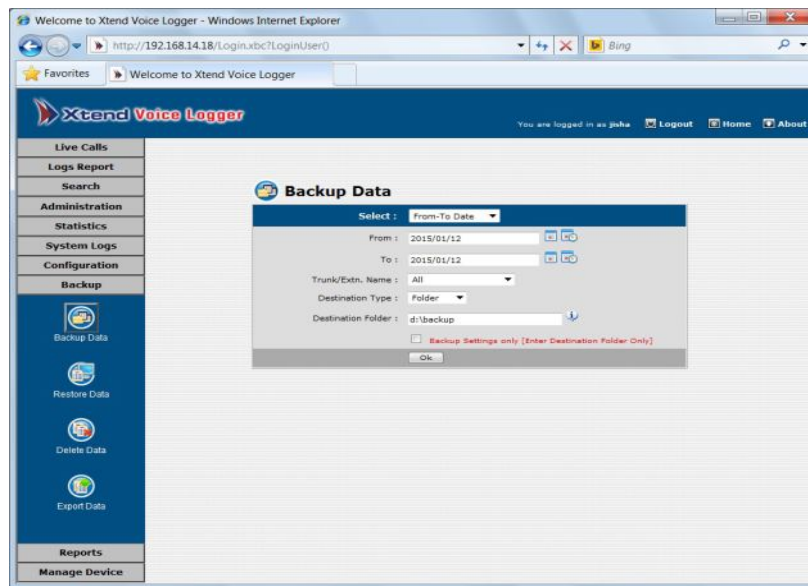 Welcome to Xtend Voice Logger - Windows Internet Explorer
http://192.168.14.18/Login.xbc?LoginUser()
Bing
Favorites
Welcome to Xtend Voice Logger
Xtend Voice Logger
You are logged in as jisha Logout Home About
Live Calls
Logs Report
Search
Administration
Statistics
System Logs
Configuration
Backup
Backup Data
Restore Data
Delete Data
Export Data
Reports
Manage Device
Backup Data
Select : From-To Date
From : 2015/01/12
To : 2015/01/12
Trunk/Extn. Name : All
Destination Type : Folder
Destination Folder : d:\backup
Backup Settings only [Enter Destination Folder Only]
Ok